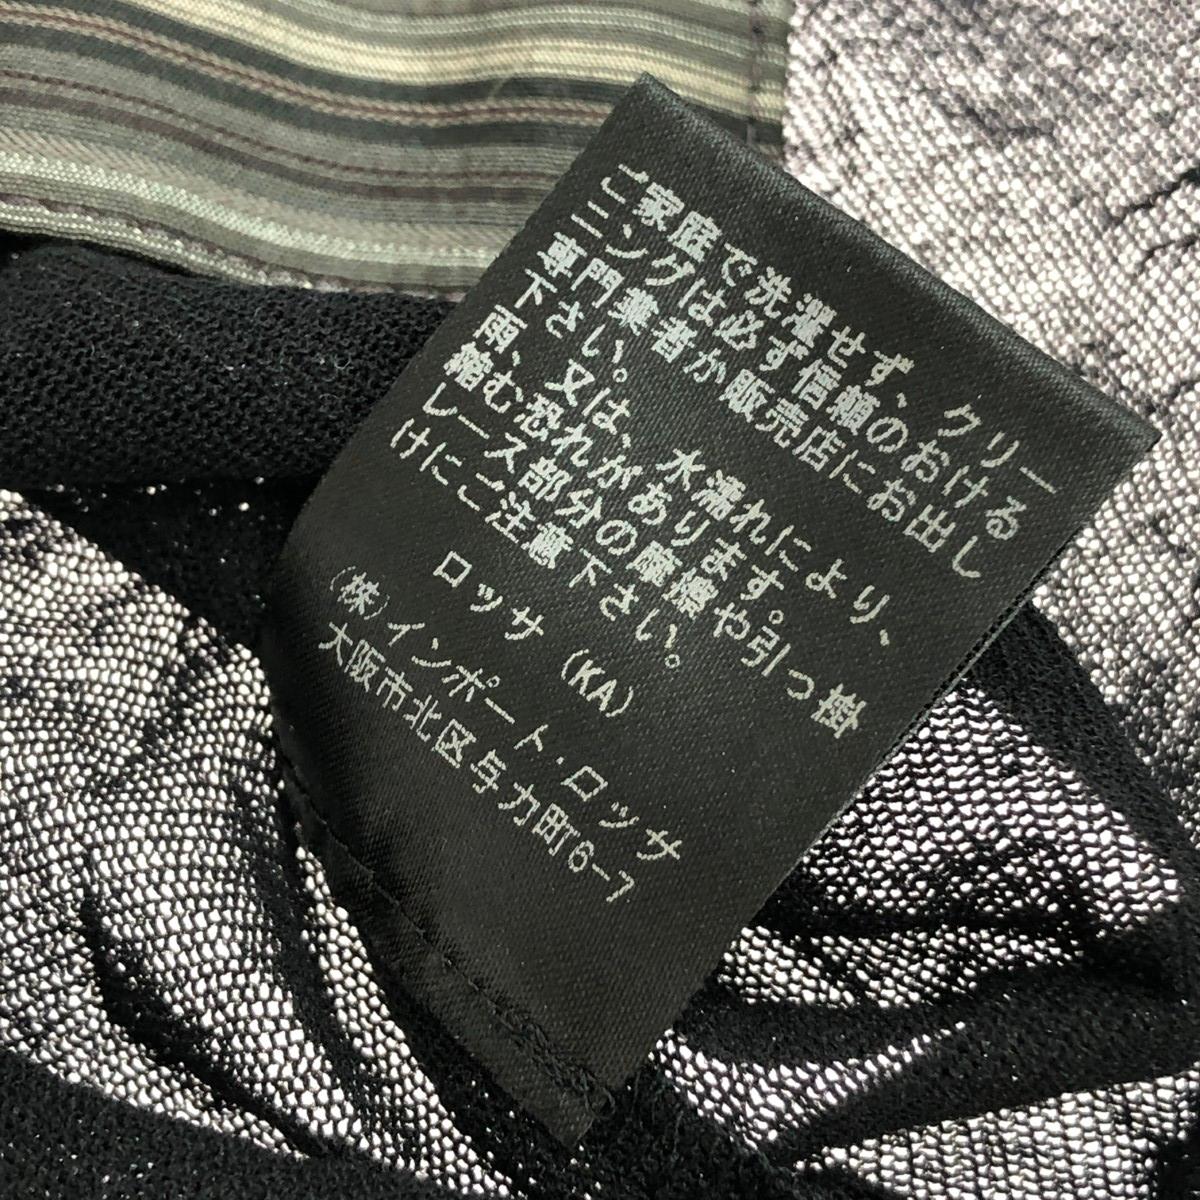 ご家庭で洗濯せず、クリー
ニングは必ず信頼のおける
専門業者か販売店にお出し
下さい。又は、水濡れにより、
雨、縮む恐れがあります。
レース部分の摩擦や引っ掛
けにご注意下さい。
ロッサ (KA)
(株)インポート・ロッサ
大阪市北区与力町6-7